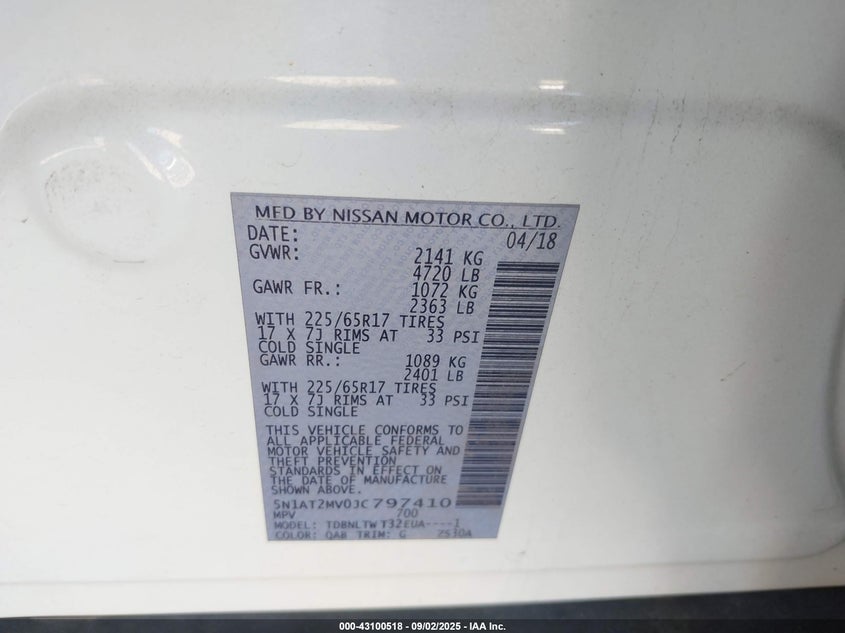 MFD BY NISSAN MOTOR CO., LTD.
DATE: 04/18
GVWR: 2141 KG
4720 LB
GAWR FR.: 1072 KG
2363 LB
WITH 225/65R17 TIRES
17 X 7J RIMS AT 33 PSI
COLD SINGLE
GAWR RR.: 1089 KG
2401 LB
WITH 225/65R17 TIRES
17 X 7J RIMS AT 33 PSI
COLD SINGLE
THIS VEHICLE CONFORMS TO
ALL APPLICABLE FEDERAL
MOTOR VEHICLE SAFETY AND
THEFT PREVENTION
STANDARDS IN EFFECT ON
THE DATE OF MANUFACTURE
SHOWN ABOVE.
5N1AT2MV0JC797410
MPV 700
MODEL: TDBNLTW T32EUA----1
COLOR: QAB TRIM: G ZS30A
000-43100518 - 09/02/2025 - IAA Inc.